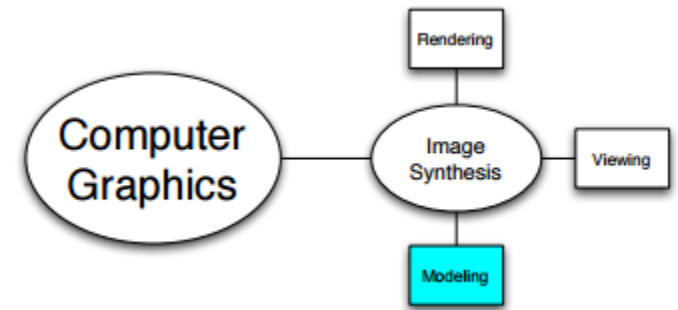 Rendering
Computer
Graphics
Image
Synthesis
Viewing
Modeling